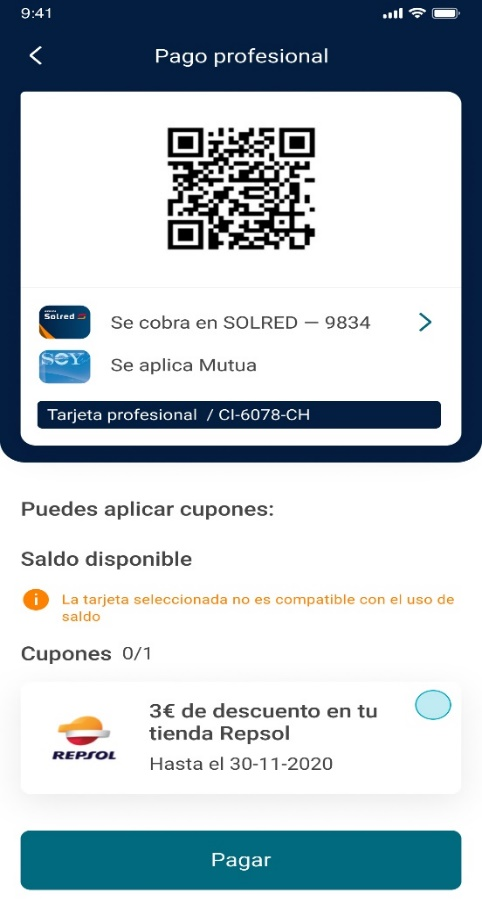 9:41
Pago profesional
Solred
Se cobra en SOLRED — 9834
SOY
Se aplica Mutua
Tarjeta profesional / CI-6078-CH
Puedes aplicar cupones:
Saldo disponible
La tarjeta seleccionada no es compatible con el uso de
saldo
Cupones 0/1
3€ de descuento en tu
tienda Repsol
REPSOL
Hasta el 30-11-2020
Pagar